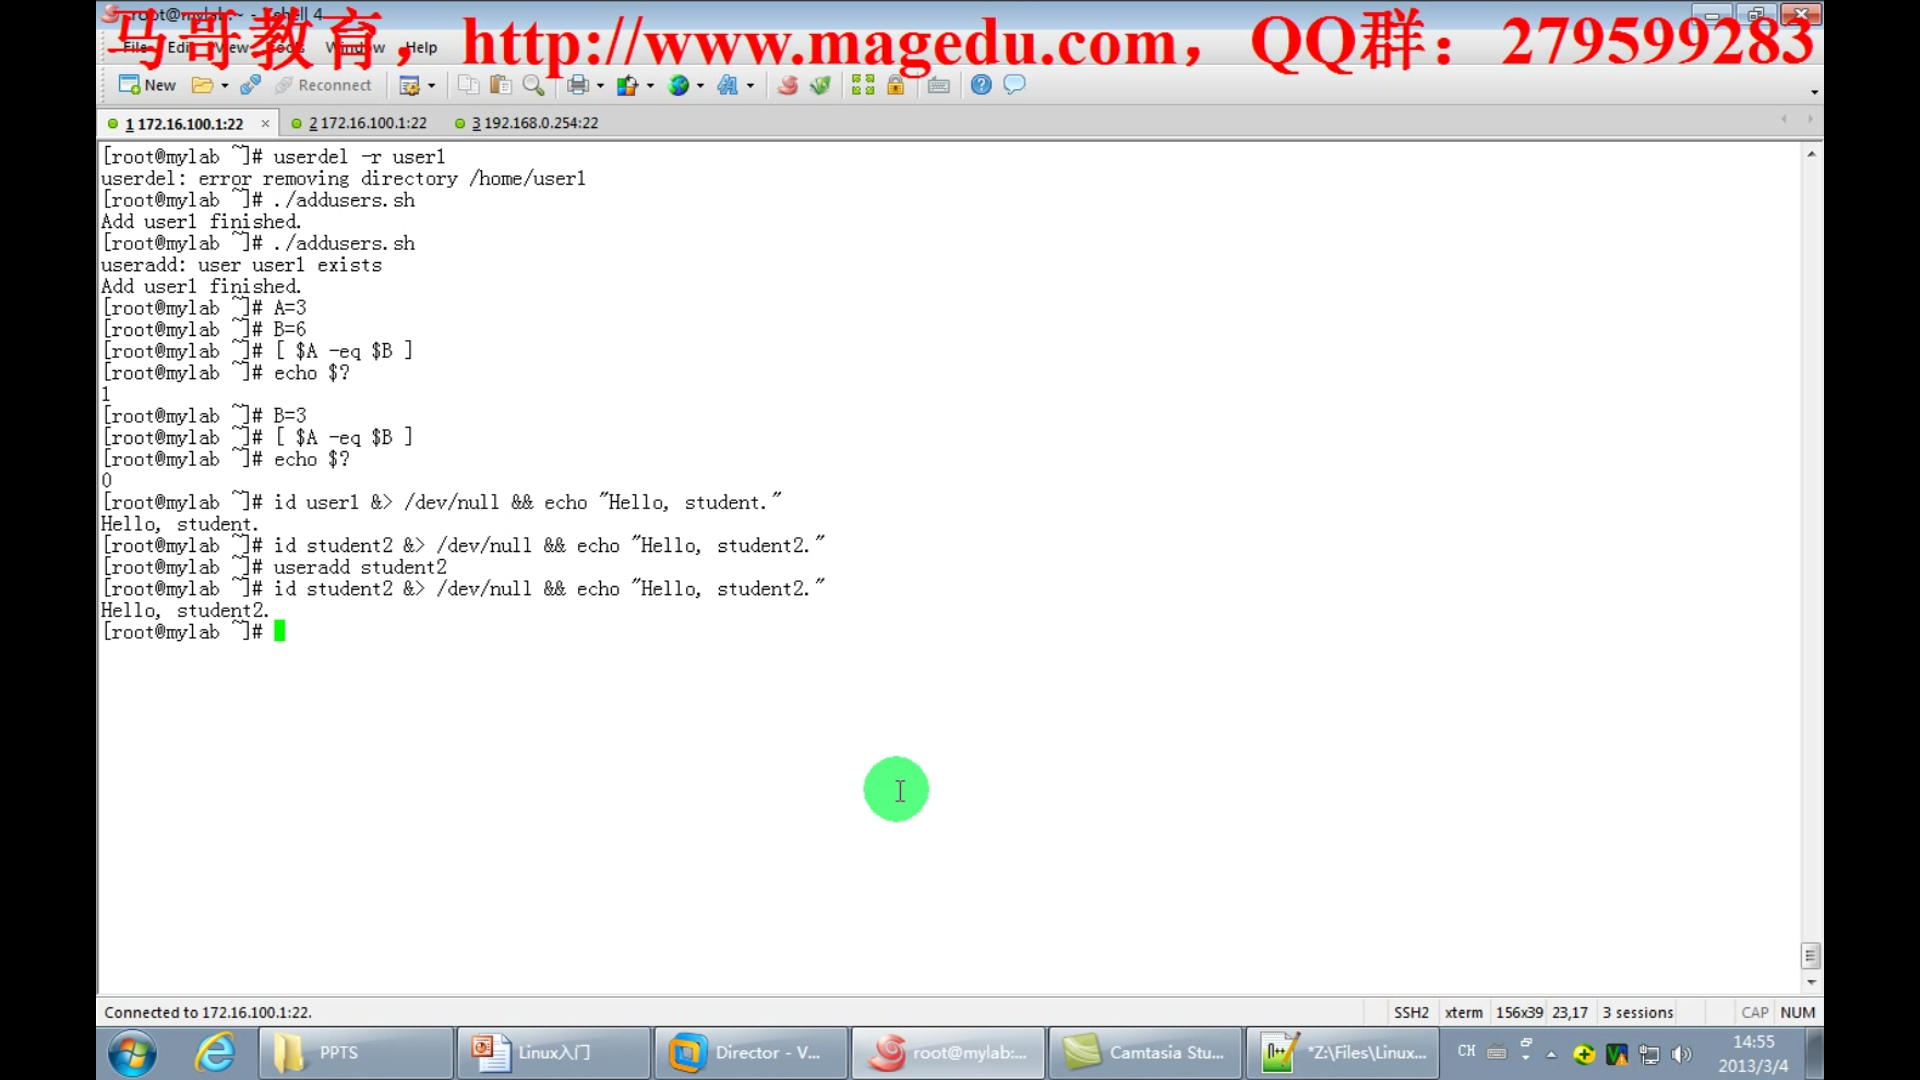 root@mylab:~ - Xshell 4
马哥教育，http://www.magedu.com，QQ群：279599283
File Edit View Tools Window Help
New Reconnect
1 172.16.100.1:22 2 172.16.100.1:22 3 192.168.0.254:22
[root@mylab ~]# userdel -r user1
userdel: error removing directory /home/user1
[root@mylab ~]# ./addusers.sh
Add user1 finished.
[root@mylab ~]# ./addusers.sh
useradd: user user1 exists
Add user1 finished.
[root@mylab ~]# A=3
[root@mylab ~]# B=6
[root@mylab ~]# [ $A -eq $B ]
[root@mylab ~]# echo $?
1
[root@mylab ~]# B=3
[root@mylab ~]# [ $A -eq $B ]
[root@mylab ~]# echo $?
0
[root@mylab ~]# id user1 &> /dev/null && echo "Hello, student."
Hello, student.
[root@mylab ~]# id student2 &> /dev/null && echo "Hello, student2."
[root@mylab ~]# useradd student2
[root@mylab ~]# id student2 &> /dev/null && echo "Hello, student2."
Hello, student2.
[root@mylab ~]#
Connected to 172.16.100.1:22. SSH2 xterm 156x39 23,17 3 sessions CAP NUM
PPTS Linux入门 Director - V... root@mylab:... Camtasia Stu... *Z:\Files\Linux... CH 14:55
2013/3/4